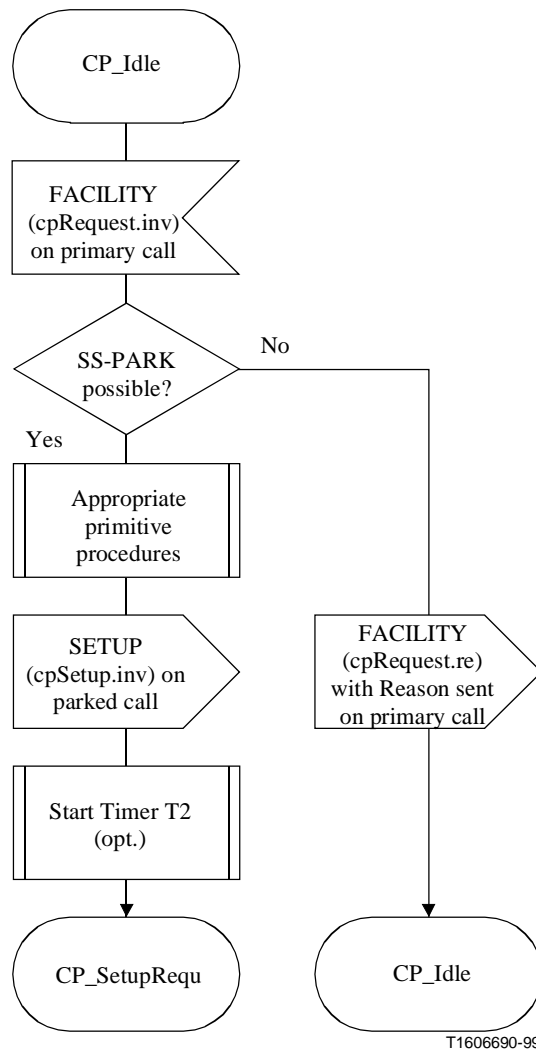 CP_Idle
FACILITY
(cpRequest.inv)
on primary call
SS-PARK
possible?
No
Yes
Appropriate
primitive
procedures
SETUP
(cpSetup.inv) on
parked call
FACILITY
(cpRequest.re)
with Reason sent
on primary call
Start Timer T2
(opt.)
CP_SetupRequ
CP_Idle
T1606690-99